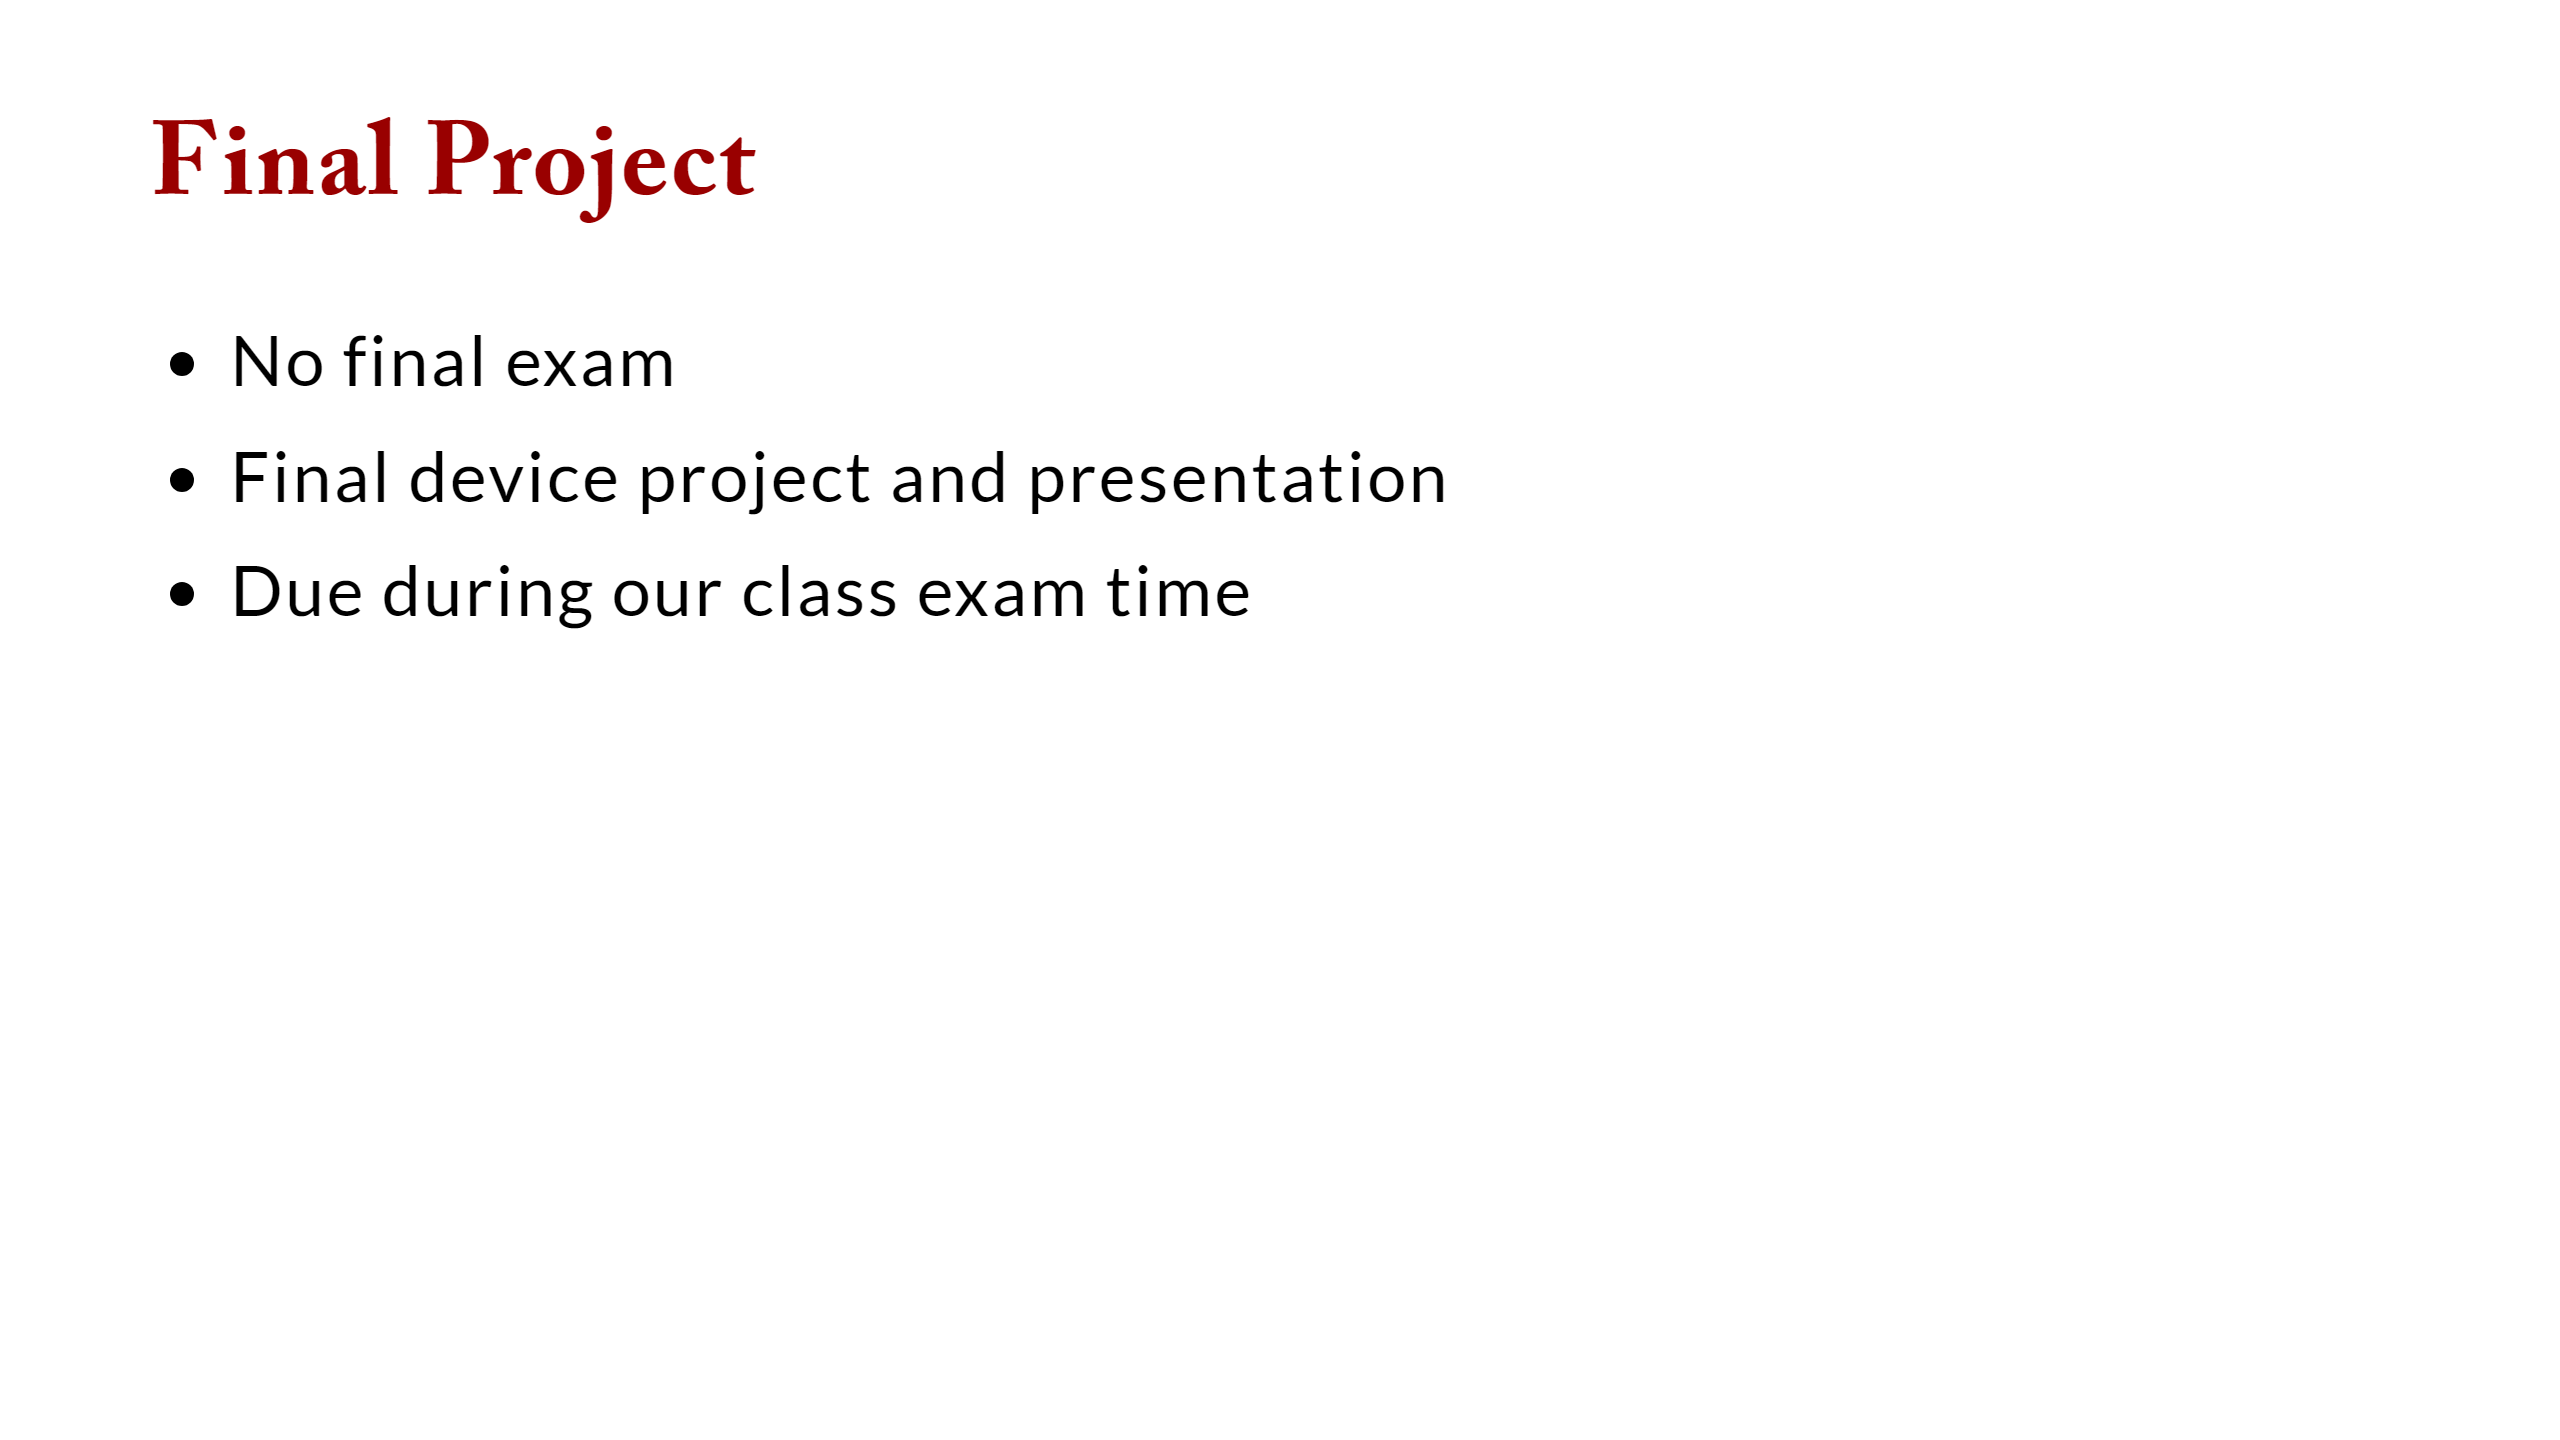 Final Project
• No final exam
• Final device project and presentation
• Due during our class exam time